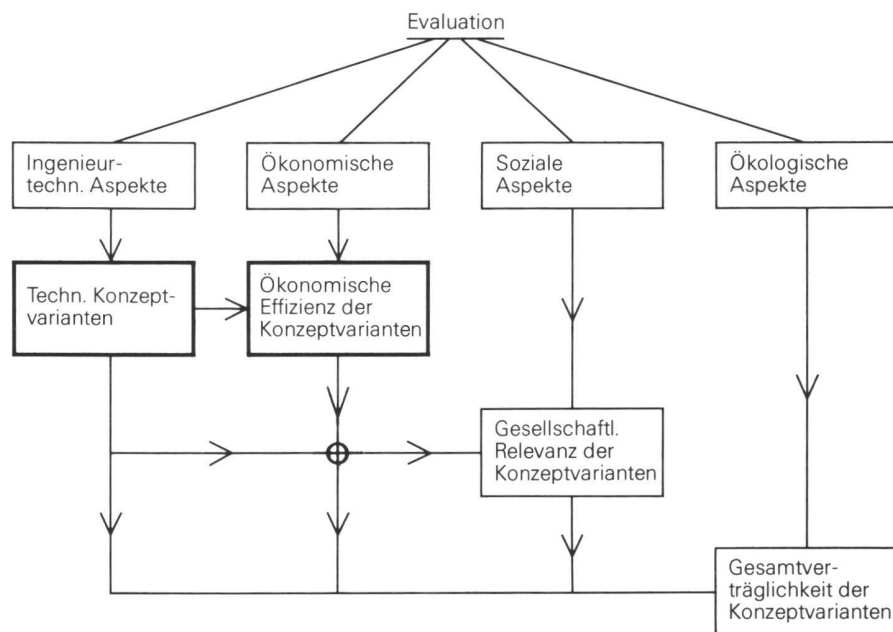 Evaluation
Ingenieur-
techn. Aspekte
Ökonomische
Aspekte
Soziale
Aspekte
Ökologische
Aspekte
Techn. Konzept-
varianten
Ökonomische
Effizienz der
Konzeptvarianten
Gesellschaftl.
Relevanz der
Konzeptvarianten
Gesamtver-
träglichkeit der
Konzeptvarianten